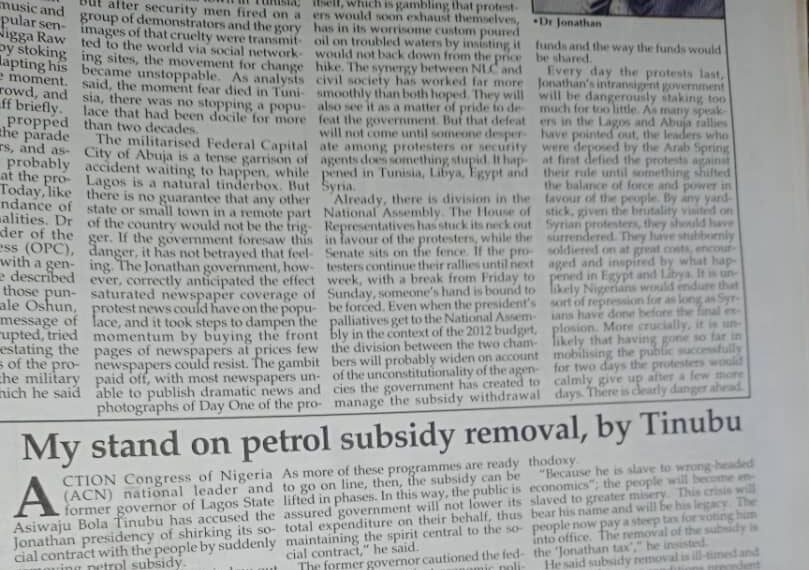 music and
pular sen-
Nigga Raw
by stoking
lapting his
e moment.
rowd, and
ff briefly.
propped
the parade
rs, and as-
probably
at the pro-
Today, like
ndance of
alities. Dr
der of the
ess (OPC),
with a gen-
e described
those pun-
ale Oshun,
message of
upted, tried
estating the
s of the pro-
the military
hich he said
but after security men fired on a
group of demonstrators and the gory
images of that cruelty were transmit-
ted to the world via social network-
ing sites, the movement for change
became unstoppable. As analysts
said, the moment fear died in Tuni-
sia, there was no stopping a popu-
lace that had been docile for more
than two decades.
The militarised Federal Capital
City of Abuja is a tense garrison of
accident waiting to happen, while
Lagos is a natural tinderbox. But
there is no guarantee that any other
state or small town in a remote part
of the country would not be the trig-
ger. If the government foresaw this
danger, it has not betrayed that feel-
ing. The Jonathan government, how-
ever, correctly anticipated the effect
saturated newspaper coverage of
protest news could have on the popu-
lace, and it took steps to dampen the
momentum by buying the front
pages of newspapers at prices few
newspapers could resist. The gambit
paid off, with most newspapers un-
able to publish dramatic news and
photographs of Day One of the pro-
itself, which is gambling that protest-
ers would soon exhaust themselves,
has in its worrisome custom poured
oil on troubled waters by insisting it
would not back down from the price
hike. The synergy between NLC and
civil society has worked far more
smoothly than both hoped. They will
also see it as a matter of pride to de-
feat the government. But that defeat
will not come until someone desper-
ate among protesters or security
agents does something stupid. It hap-
pened in Tunisia, Libya, Egypt and
Syria.
Already, there is division in the
National Assembly. The House of
Representatives has stuck its neck out
in favour of the protesters, while the
Senate sits on the fence. If the pro-
testers continue their rallies until next
week, with a break from Friday to
Sunday, someone's hand is bound to
be forced. Even when the president's
palliatives get to the National Assem-
bly in the context of the 2012 budget,
the division between the two cham-
bers will probably widen on account
of the unconstitutionality of the agen-
cies the government has created to
manage the subsidy withdrawal
•Dr Jonathan
funds and the way the funds would
be shared.
Every day the protests last,
Jonathan's intransigent government
will be dangerously staking too
much for too little. As many speak-
ers in the Lagos and Abuja rallies
have pointed out, the leaders who
were deposed by the Arab Spring
at first defied the protests against
their rule until something shifted
the balance of force and power in
favour of the people. By any yard-
stick, given the brutality visited on
Syrian protesters, they should have
surrendered. They have stubbornly
soldiered on at great costs, encour-
aged and inspired by what hap-
pened in Egypt and Libya. It is un-
likely Nigerians would endure that
sort of repression for as long as Syr-
ians have done before the final ex-
plosion. More crucially, it is un-
likely that having gone so far in
mobilising the public successfully
for two days the protesters would
calmly give up after a few more
days. There is clearly danger ahead.
My stand on petrol subsidy removal, by Tinubu
ACTION Congress of Nigeria
(ACN) national leader and
former governor of Lagos State
Asiwaju Bola Tinubu has accused the
Jonathan presidency of shirking its so-
cial contract with the people by suddenly
petrol subsidy.
As more of these programmes are ready
to go on line, then, the subsidy can be
lifted in phases. In this way, the public is
assured government will not lower its
total expenditure on their behalf, thus
maintaining the spirit central to the so-
cial contract," he said.
The former governor cautioned the fed-
thodoxy.
"Because he is slave to wrong-headed
economics"; the people will become en-
slaved to greater misery. This crisis will
bear his name and will be his legacy. The
people now pay a steep tax for voting him
into office. The removal of the subsidy is
the 'Jonathan tax'," he insisted.
He said subsidy removal is ill-timed and